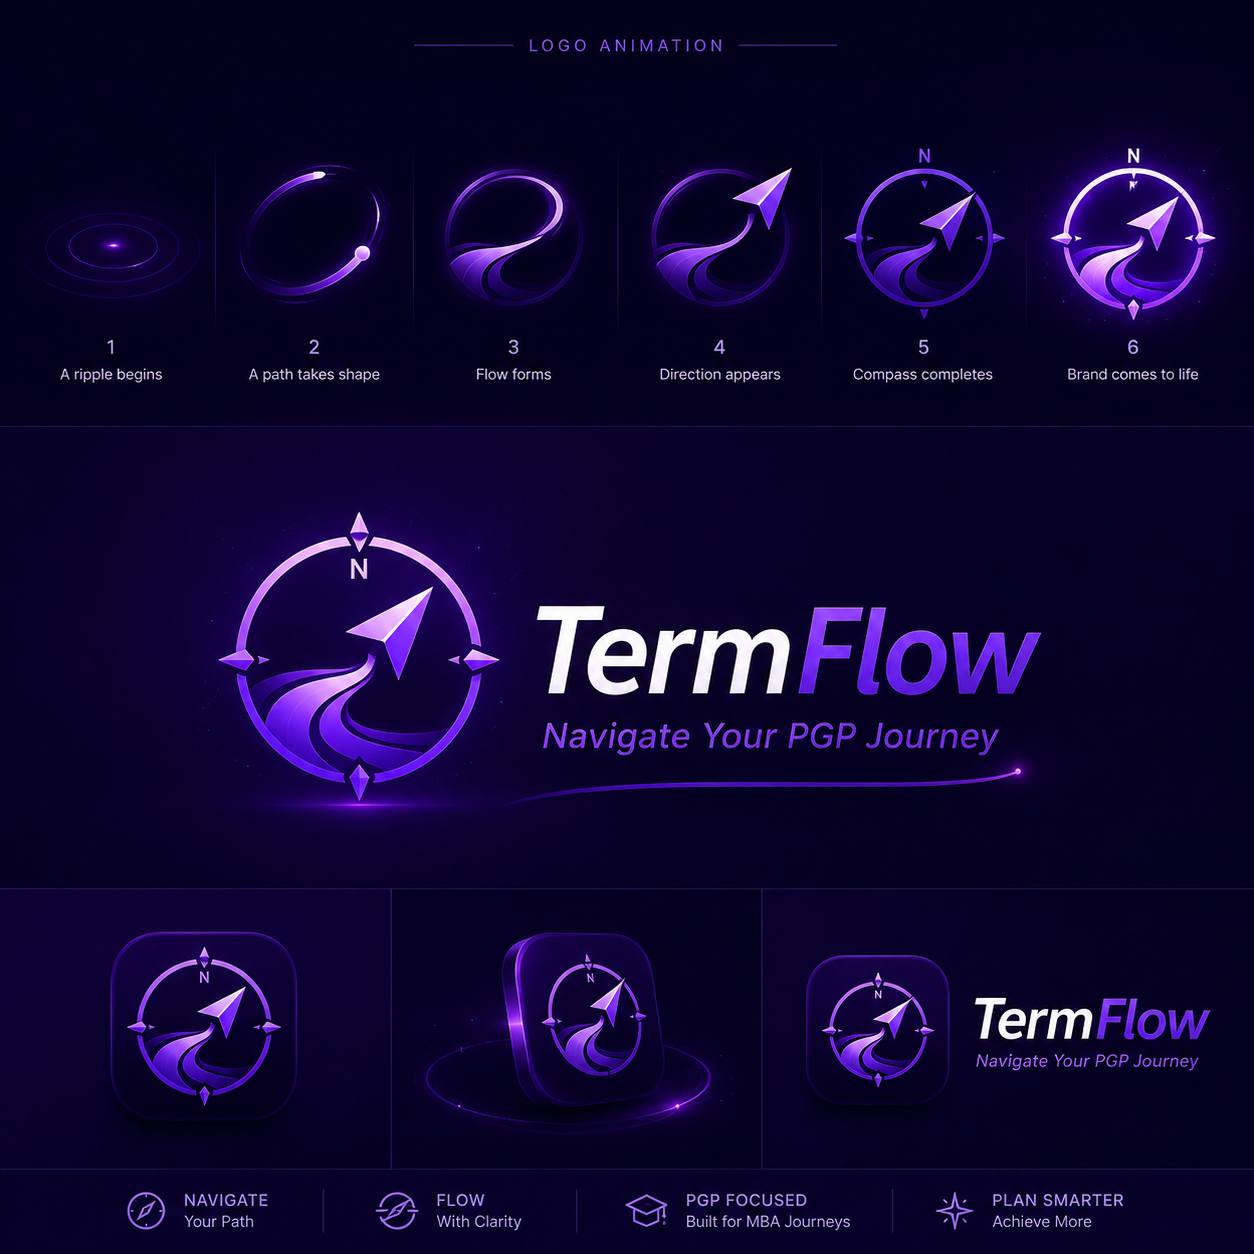 LOGO ANIMATION
N
N
1
2
3
4
5
6
A ripple begins
A path takes shape
Flow forms
Direction appears
Compass completes
Brand comes to life
N
TermFlow
Navigate Your PGP Journey
N
N
N
TermFlow
Navigate Your PGP Journey
NAVIGATE
Your Path
FLOW
With Clarity
PGP FOCUSED
Built for MBA Journeys
PLAN SMARTER
Achieve More